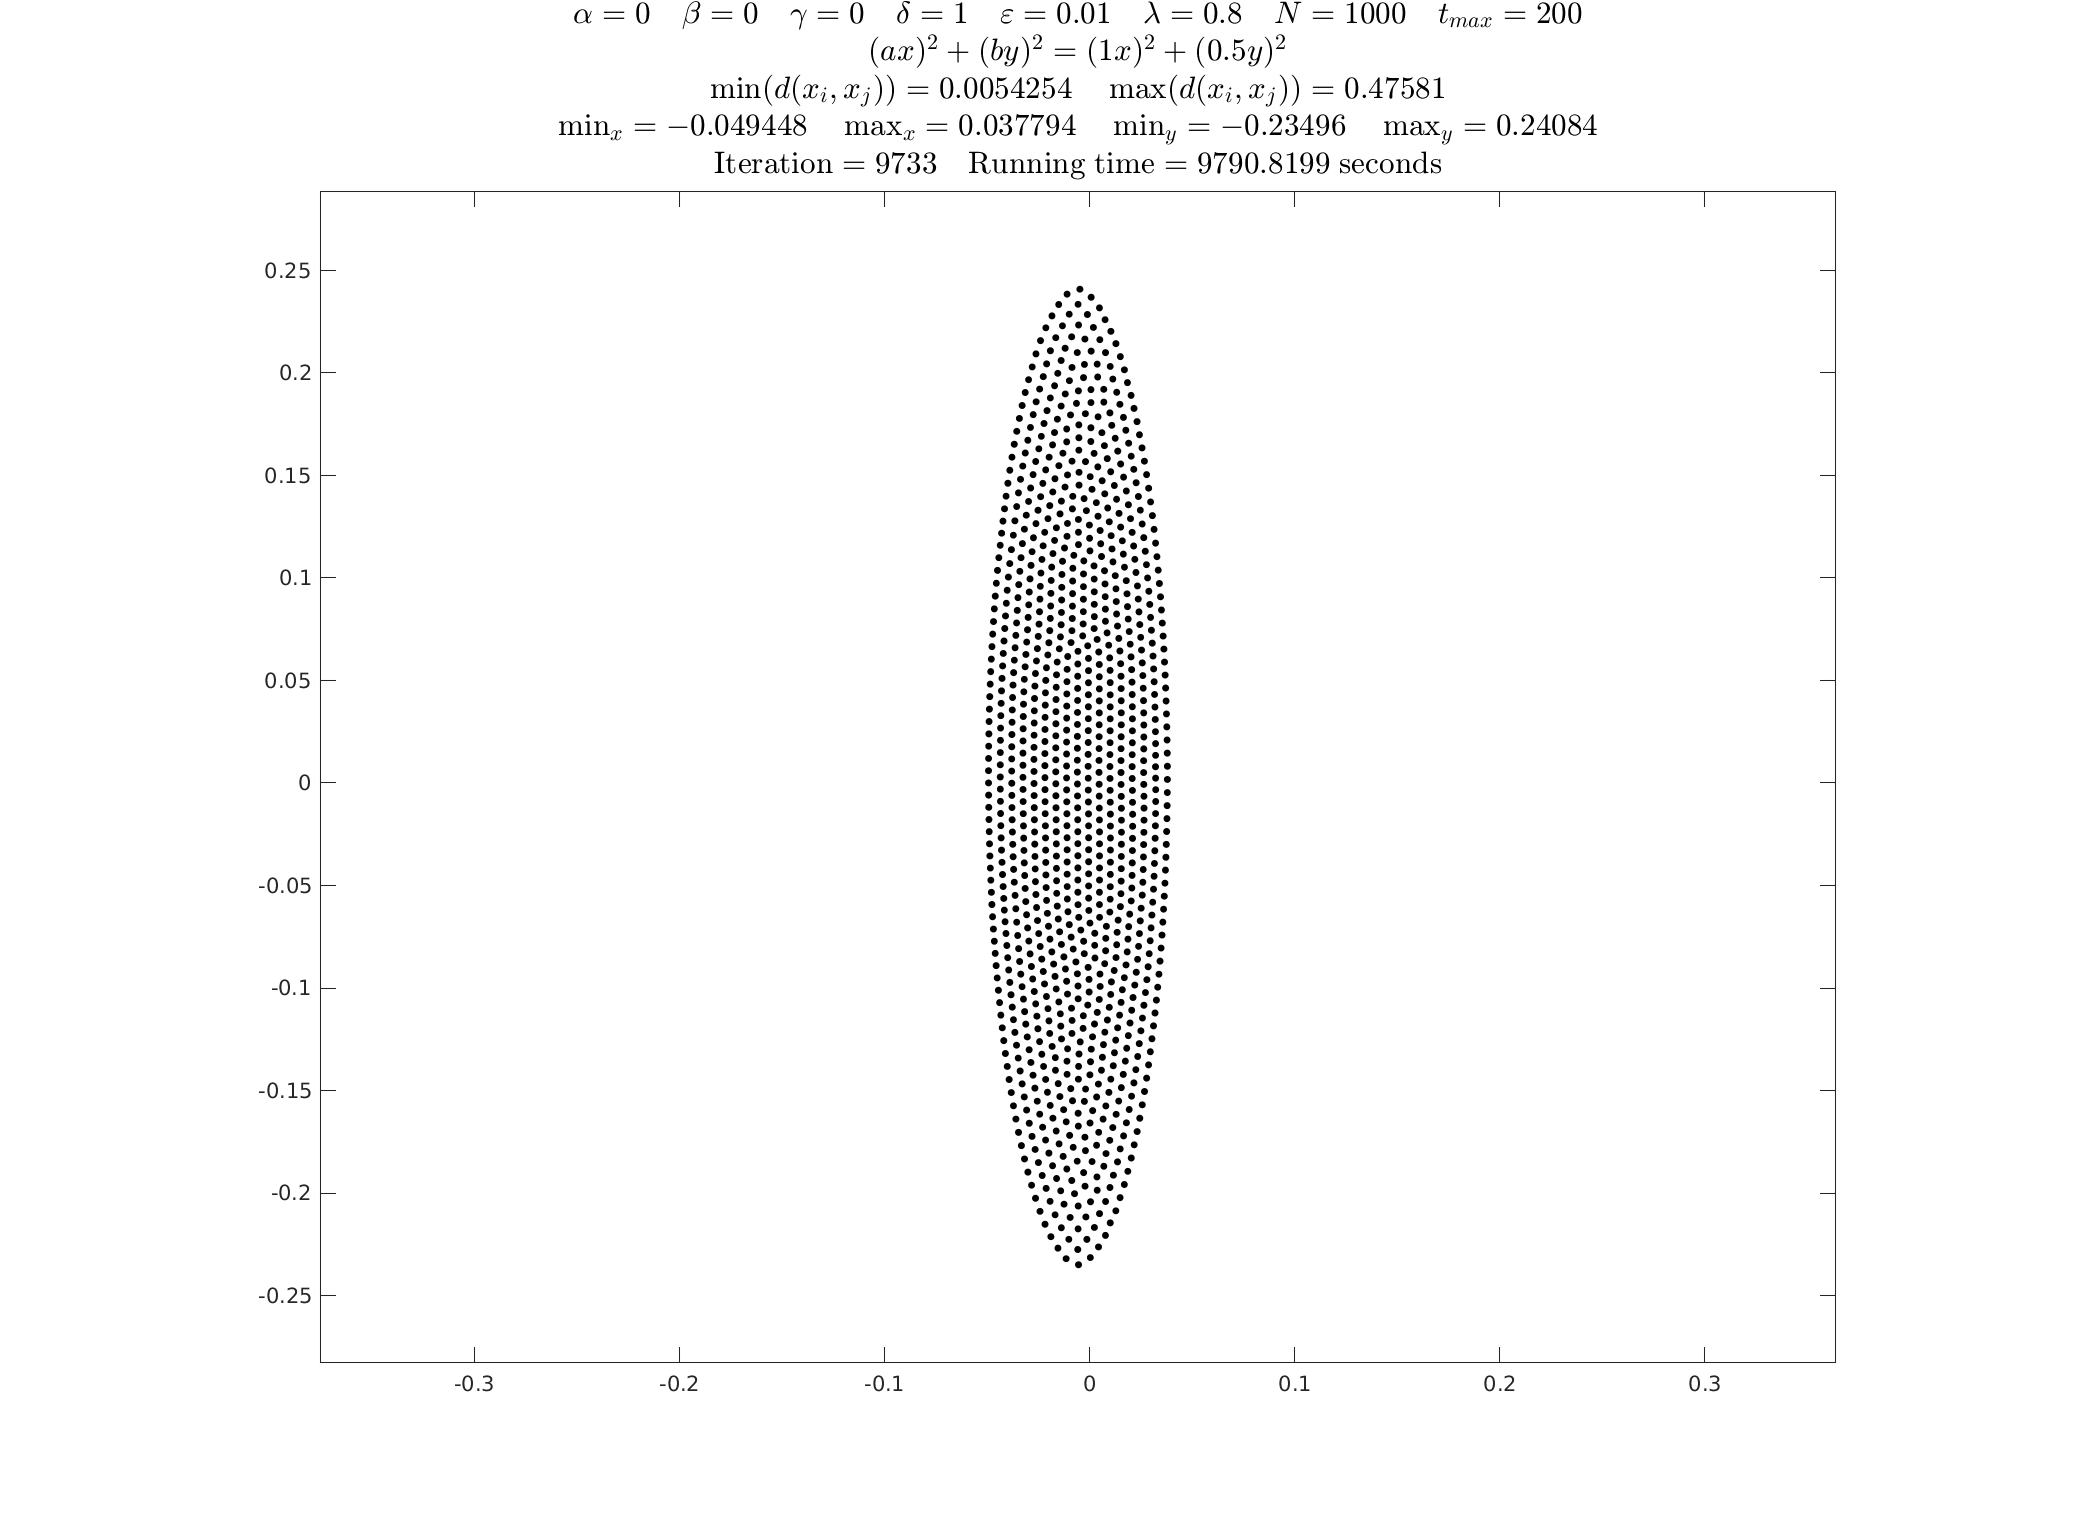 α = 0 β = 0 γ = 0 δ = 1 ε = 0.01 λ = 0.8 N = 1000 t_max = 200
(ax)² + (by)² = (1x)² + (0.5y)²
min(d(x_i, x_j)) = 0.0054254 max(d(x_i, x_j)) = 0.47581
min_x = −0.049448 max_x = 0.037794 min_y = −0.23496 max_y = 0.24084
Iteration = 9733 Running time = 9790.8199 seconds
0.25
0.2
0.15
0.1
0.05
0
-0.05
-0.1
-0.15
-0.2
-0.25
-0.3 -0.2 -0.1 0 0.1 0.2 0.3